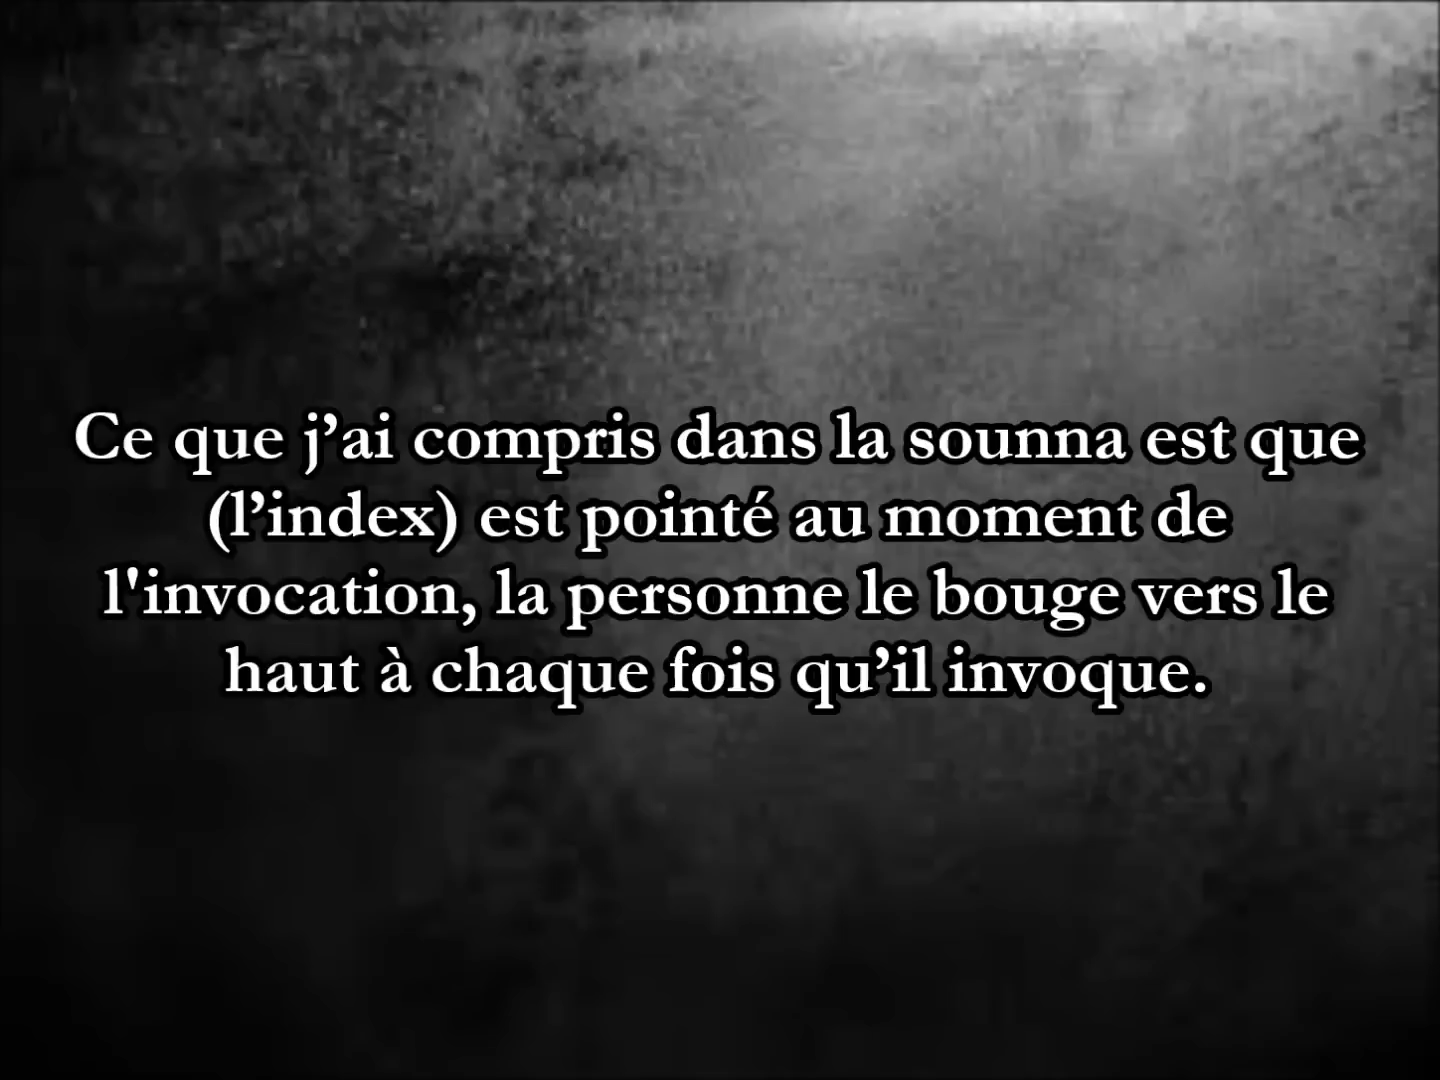 Ce que j’ai compris dans la sounna est que
(l’index) est pointé au moment de
l'invocation, la personne le bouge vers le
haut à chaque fois qu’il invoque.